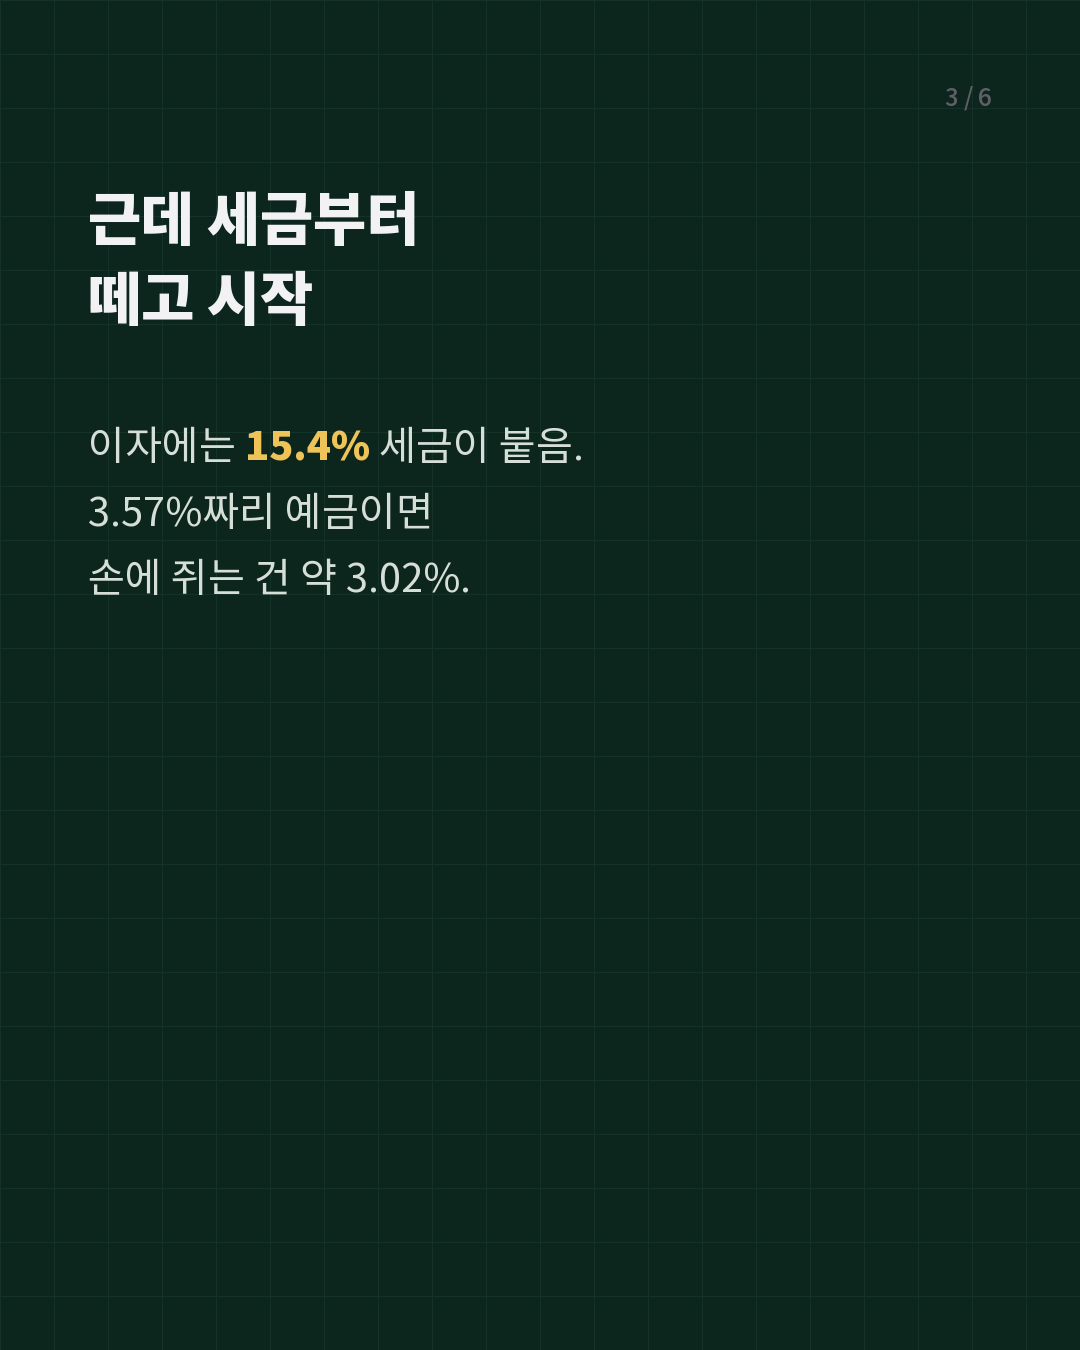 3 / 6
근데 세금부터
떼고 시작
이자에는 15.4% 세금이 붙음.
3.57%짜리 예금이면
손에 쥐는 건 약 3.02%.